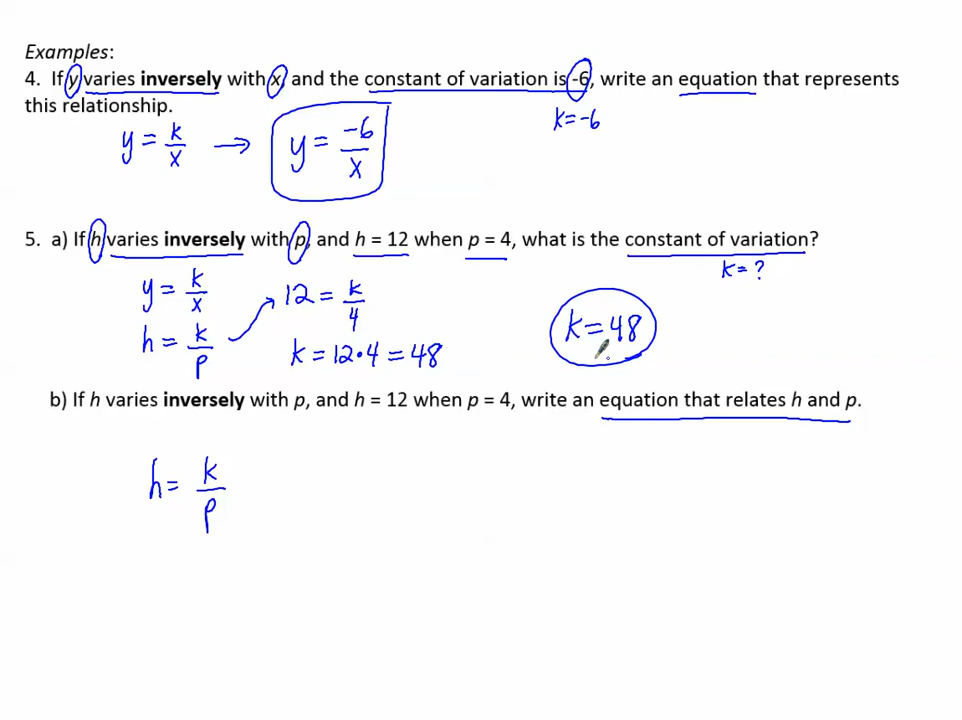 Examples:
4. If y varies inversely with x, and the constant of variation is -6, write an equation that represents
this relationship.
k = -6
y = k/x → y = -6/x
5. a) If h varies inversely with p, and h = 12 when p = 4, what is the constant of variation?
k = ?
y = k/x
12 = k/4
k = 48
h = k/p
k = 12 • 4 = 48
b) If h varies inversely with p, and h = 12 when p = 4, write an equation that relates h and p.
h = k/p